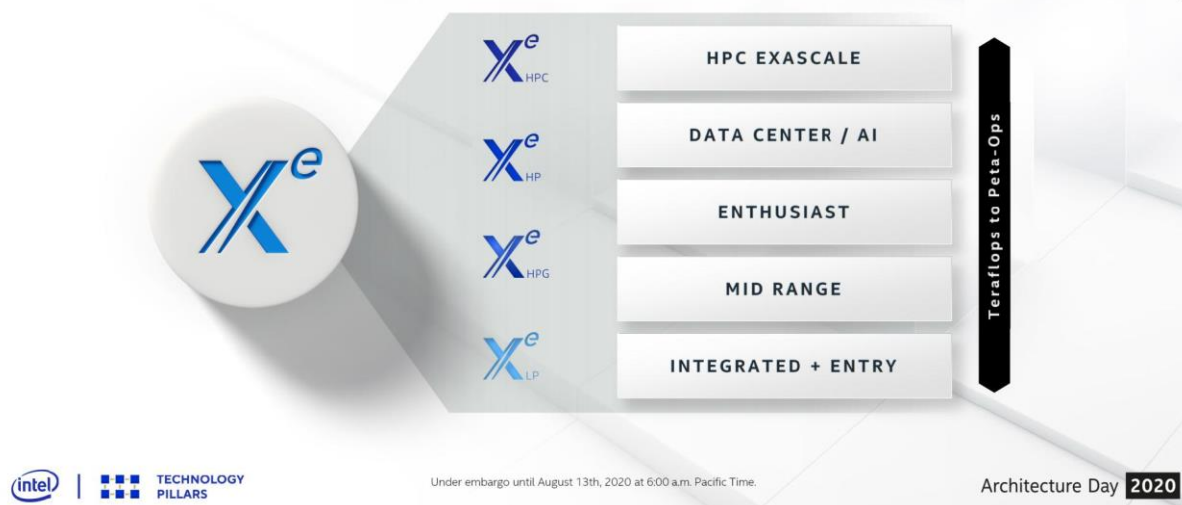 Xe
Xe HPC
HPC EXASCALE
Xe HP
DATA CENTER / AI
ENTHUSIAST
Xe HPG
MID RANGE
Xe LP
INTEGRATED + ENTRY
Teraflops to Peta-Ops
intel
TECHNOLOGY
PILLARS
Under embargo until August 13th, 2020 at 6:00 a.m. Pacific Time.
Architecture Day 2020